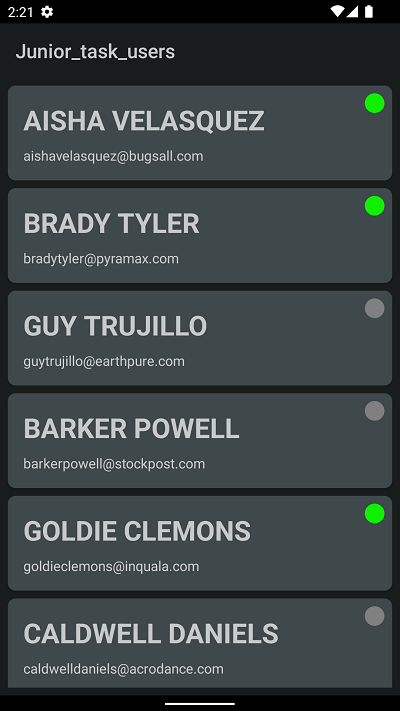 2:21
Junior_task_users
AISHA VELASQUEZ
aishavelasquez@bugsall.com
BRADY TYLER
bradytyler@pyramax.com
GUY TRUJILLO
guytrujillo@earthpure.com
BARKER POWELL
barkerpowell@stockpost.com
GOLDIE CLEMONS
goldieclemons@inquala.com
CALDWELL DANIELS
caldwelldaniels@acrodance.com